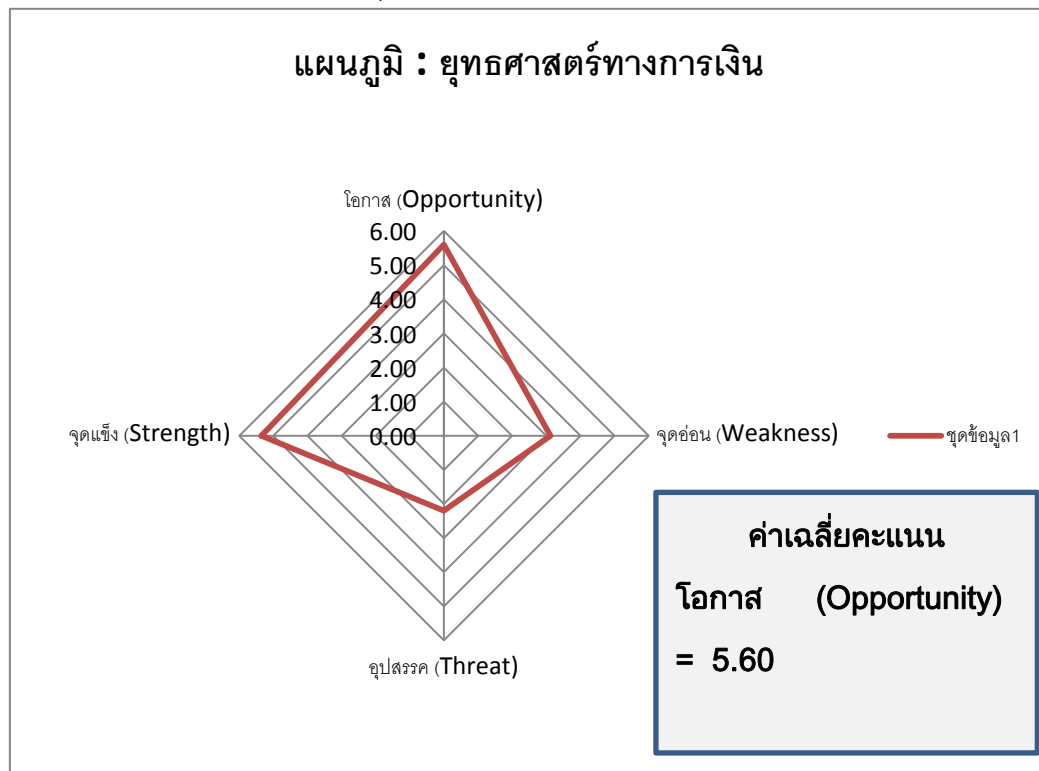 แผนภูมิ : ยุทธศาสตร์ทางการเงิน
โอกาส (Opportunity)
6.00
5.00
4.00
3.00
2.00
1.00
0.00
จุดแข็ง (Strength)
จุดอ่อน (Weakness)
ชุดข้อมูล1
อุปสรรค (Threat)
ค่าเฉลี่ยคะแนน
โอกาส (Opportunity)
= 5.60